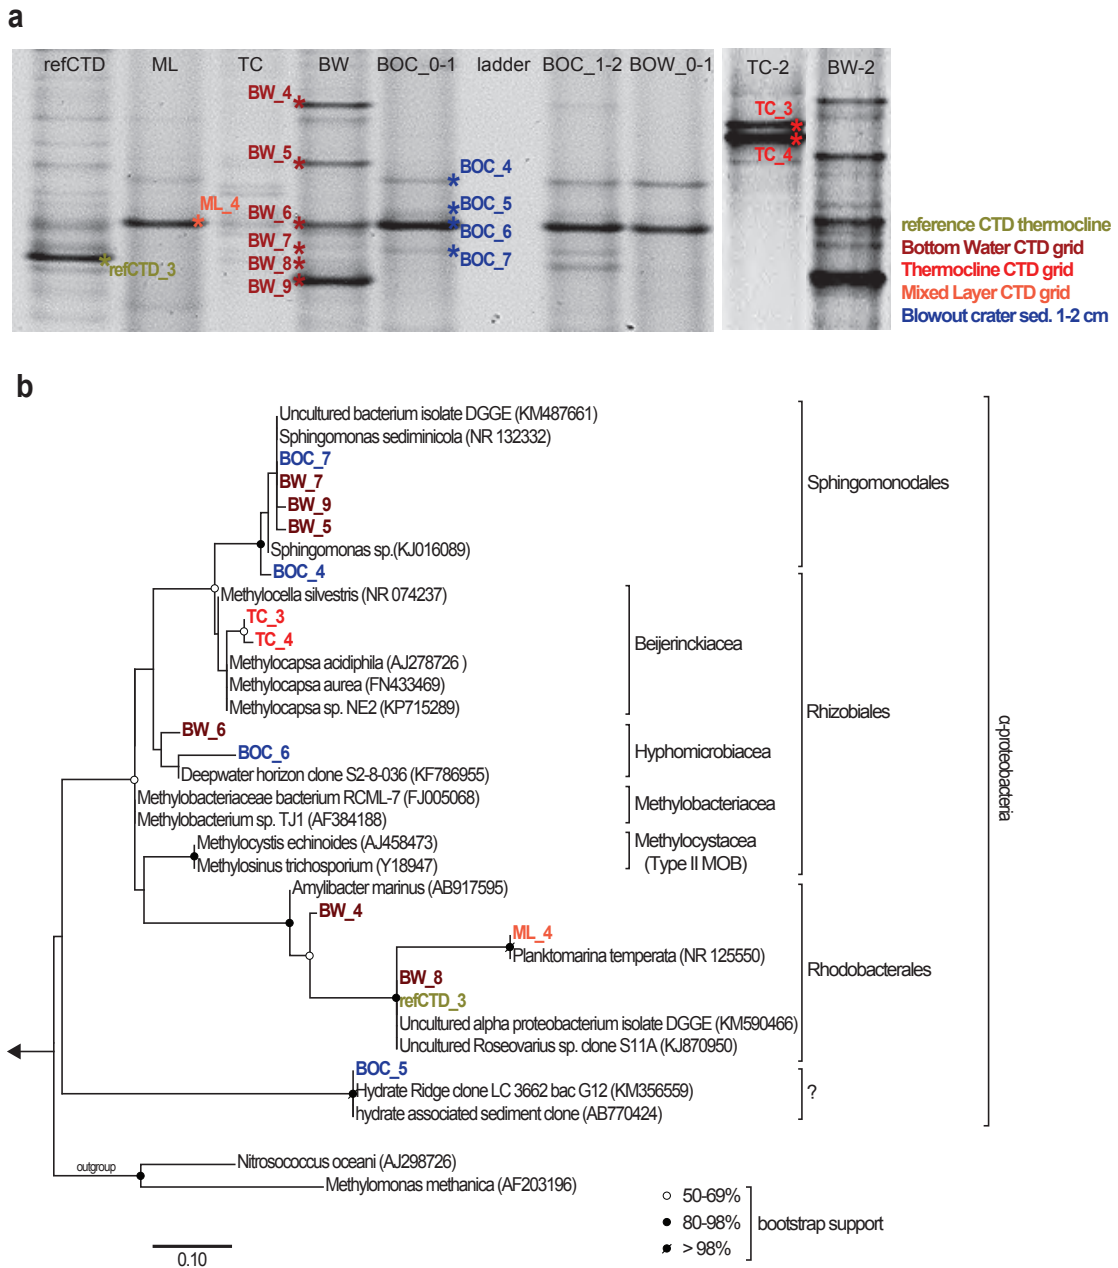 a
refCTD ML TC BW BOC_0-1 ladder BOC_1-2 BOW_0-1 TC-2 BW-2
BW_4
TC_3
BW_5
TC_4
BOC_4
ML_4
BOC_5
BW_6
BOC_6
BW_7
BOC_7
BW_8
refCTD_3
BW_9
reference CTD thermocline
Bottom Water CTD grid
Thermocline CTD grid
Mixed Layer CTD grid
Blowout crater sed. 1-2 cm
b
Uncultured bacterium isolate DGGE (KM487661)
Sphingomonas sediminicola (NR 132332)
BOC_7
BW_7
BW_9
BW_5
Sphingomonas sp.(KJ016089)
BOC_4
Sphingomonodales
Methylocella silvestris (NR 074237)
TC_3
TC_4
Methylocapsa acidiphila (AJ278726 )
Methylocapsa aurea (FN433469)
Methylocapsa sp. NE2 (KP715289)
Beijerinckiacea
BW_6
BOC_6
Deepwater horizon clone S2-8-036 (KF786955)
Hyphomicrobiacea
Methylobacteriaceae bacterium RCML-7 (FJ005068)
Methylobacterium sp. TJ1 (AF384188)
Methylobacteriacea
Methylocystis echinoides (AJ458473)
Methylosinus trichosporium (Y18947)
Methylocystacea
(Type II MOB)
Rhizobiales
Amylibacter marinus (AB917595)
BW_4
ML_4
Planktomarina temperata (NR 125550)
BW_8
refCTD_3
Uncultured alpha proteobacterium isolate DGGE (KM590466)
Uncultured Roseovarius sp. clone S11A (KJ870950)
Rhodobacterales
BOC_5
Hydrate Ridge clone LC 3662 bac G12 (KM356559)
hydrate associated sediment clone (AB770424)
?
α-proteobacteria
outgroup
Nitrosococcus oceani (AJ298726)
Methylomonas methanica (AF203196)
50-69%
80-98%
> 98%
bootstrap support
0.10